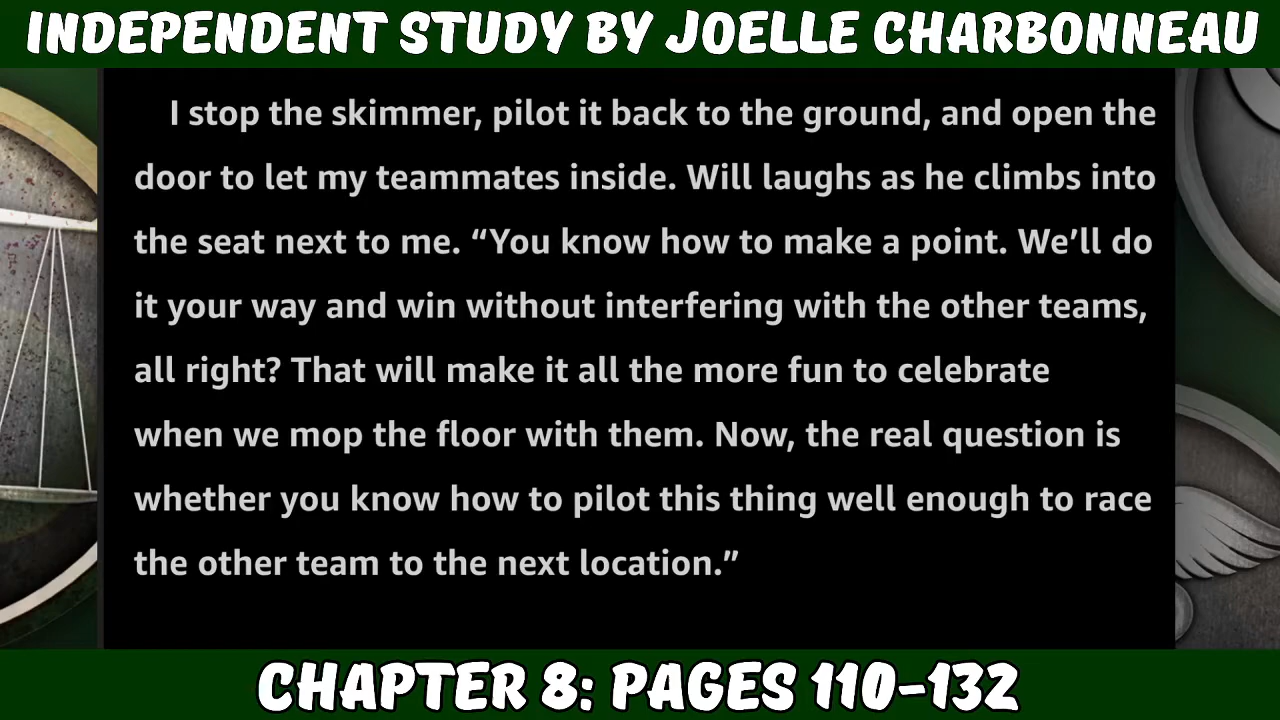 INDEPENDENT STUDY BY JOELLE CHARBONNEAU
I stop the skimmer, pilot it back to the ground, and open the
door to let my teammates inside. Will laughs as he climbs into
the seat next to me. “You know how to make a point. We’ll do
it your way and win without interfering with the other teams,
all right? That will make it all the more fun to celebrate
when we mop the floor with them. Now, the real question is
whether you know how to pilot this thing well enough to race
the other team to the next location.”
CHAPTER 8: PAGES 110-132